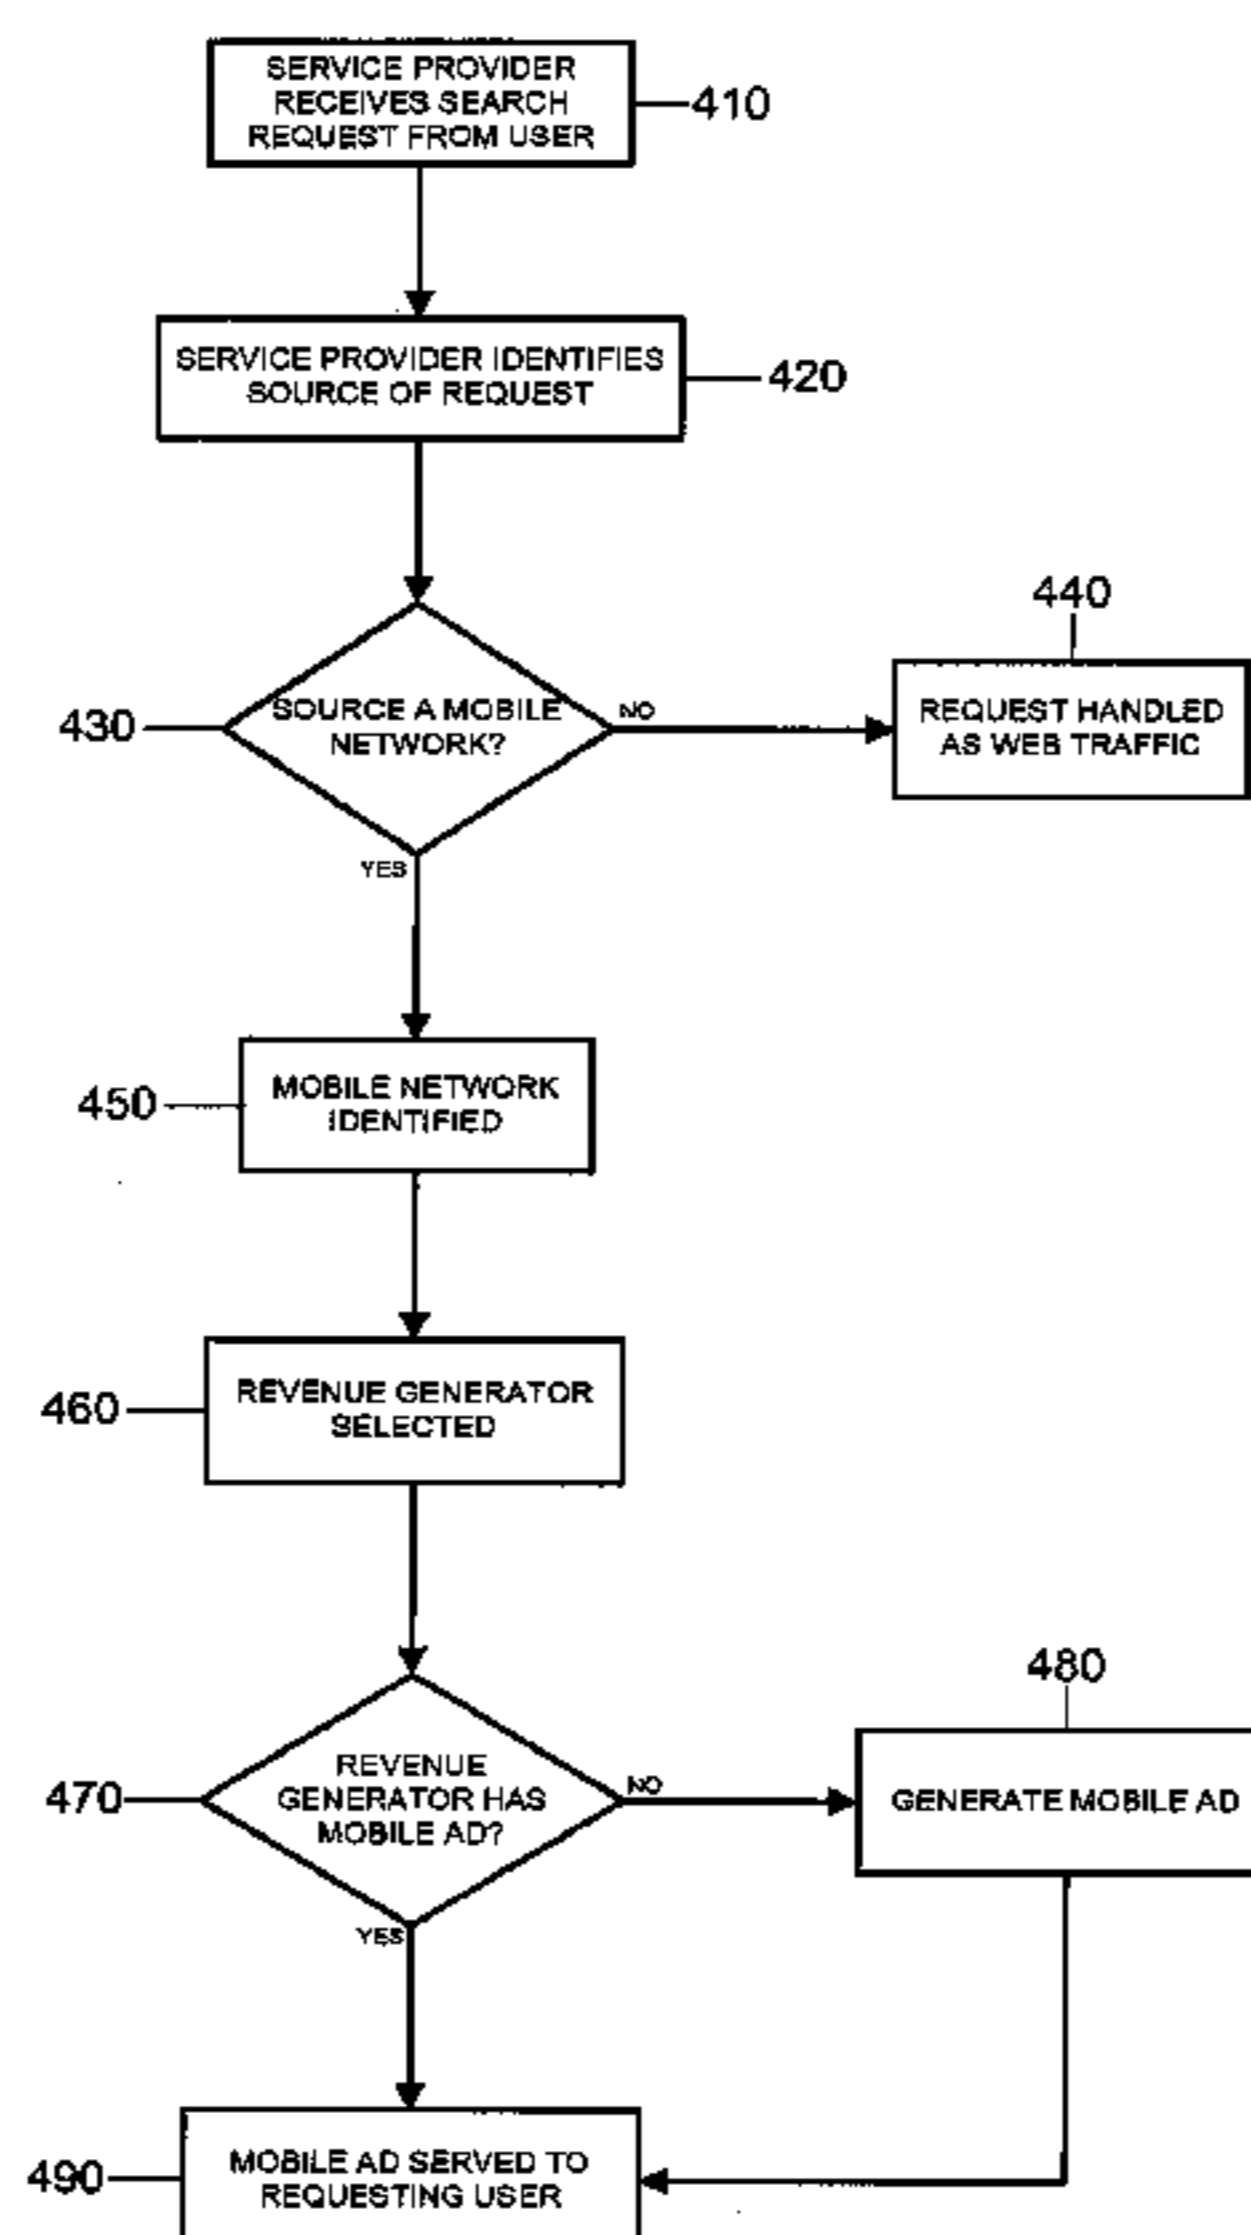 SERVICE PROVIDER
RECEIVES SEARCH
REQUEST FROM USER
410
SERVICE PROVIDER IDENTIFIES
SOURCE OF REQUEST
420
430
SOURCE A MOBILE
NETWORK?
NO
YES
440
REQUEST HANDLED
AS WEB TRAFFIC
450
MOBILE NETWORK
IDENTIFIED
460
REVENUE GENERATOR
SELECTED
470
REVENUE
GENERATOR HAS
MOBILE AD?
NO
YES
480
GENERATE MOBILE AD
490
MOBILE AD SERVED TO
REQUESTING USER